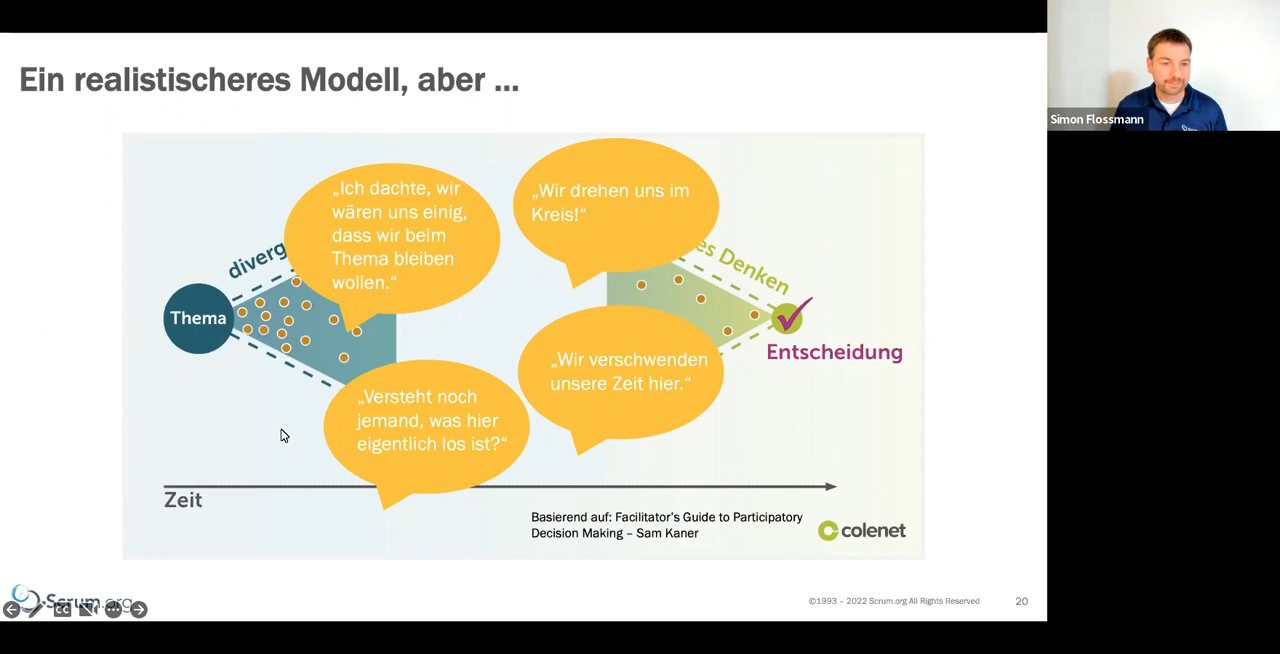 Ein realistischeres Modell, aber ...
Simon Flossmann
„Ich dachte, wir
wären uns einig,
dass wir beim
Thema bleiben
wollen.“
„Wir drehen uns im
Kreis!“
diverg
es Denken
Thema
Entscheidung
„Wir verschwenden
unsere Zeit hier.“
„Versteht noch
jemand, was hier
eigentlich los ist?“
Zeit
Basierend auf: Facilitator’s Guide to Participatory
Decision Making – Sam Kaner
colenet
Scrum.org
CC
©1993 – 2022 Scrum.org All Rights Reserved
20